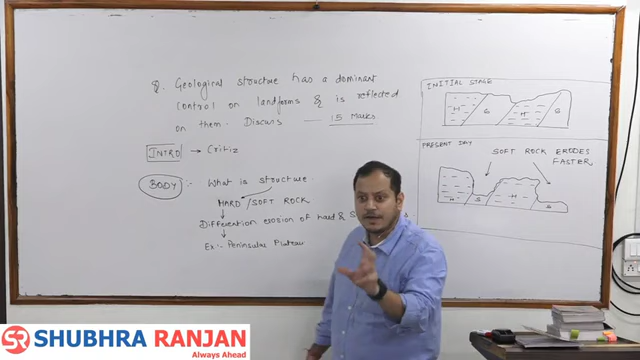 Q. Geological structure has a dominant
control on landforms & is reflected
on them. Discuss — 15 Marks
INTRO → Critiz
BODY :- What is structure.
HARD / SOFT ROCK
Differention erosion of hard & S
Ex:- Peninsular Plateau
INITIAL STAGE
H S H S
PRESENT DAY
SOFT ROCK ERODES
FASTER
H S H S
SR SHUBHRA RANJAN
Always Ahead